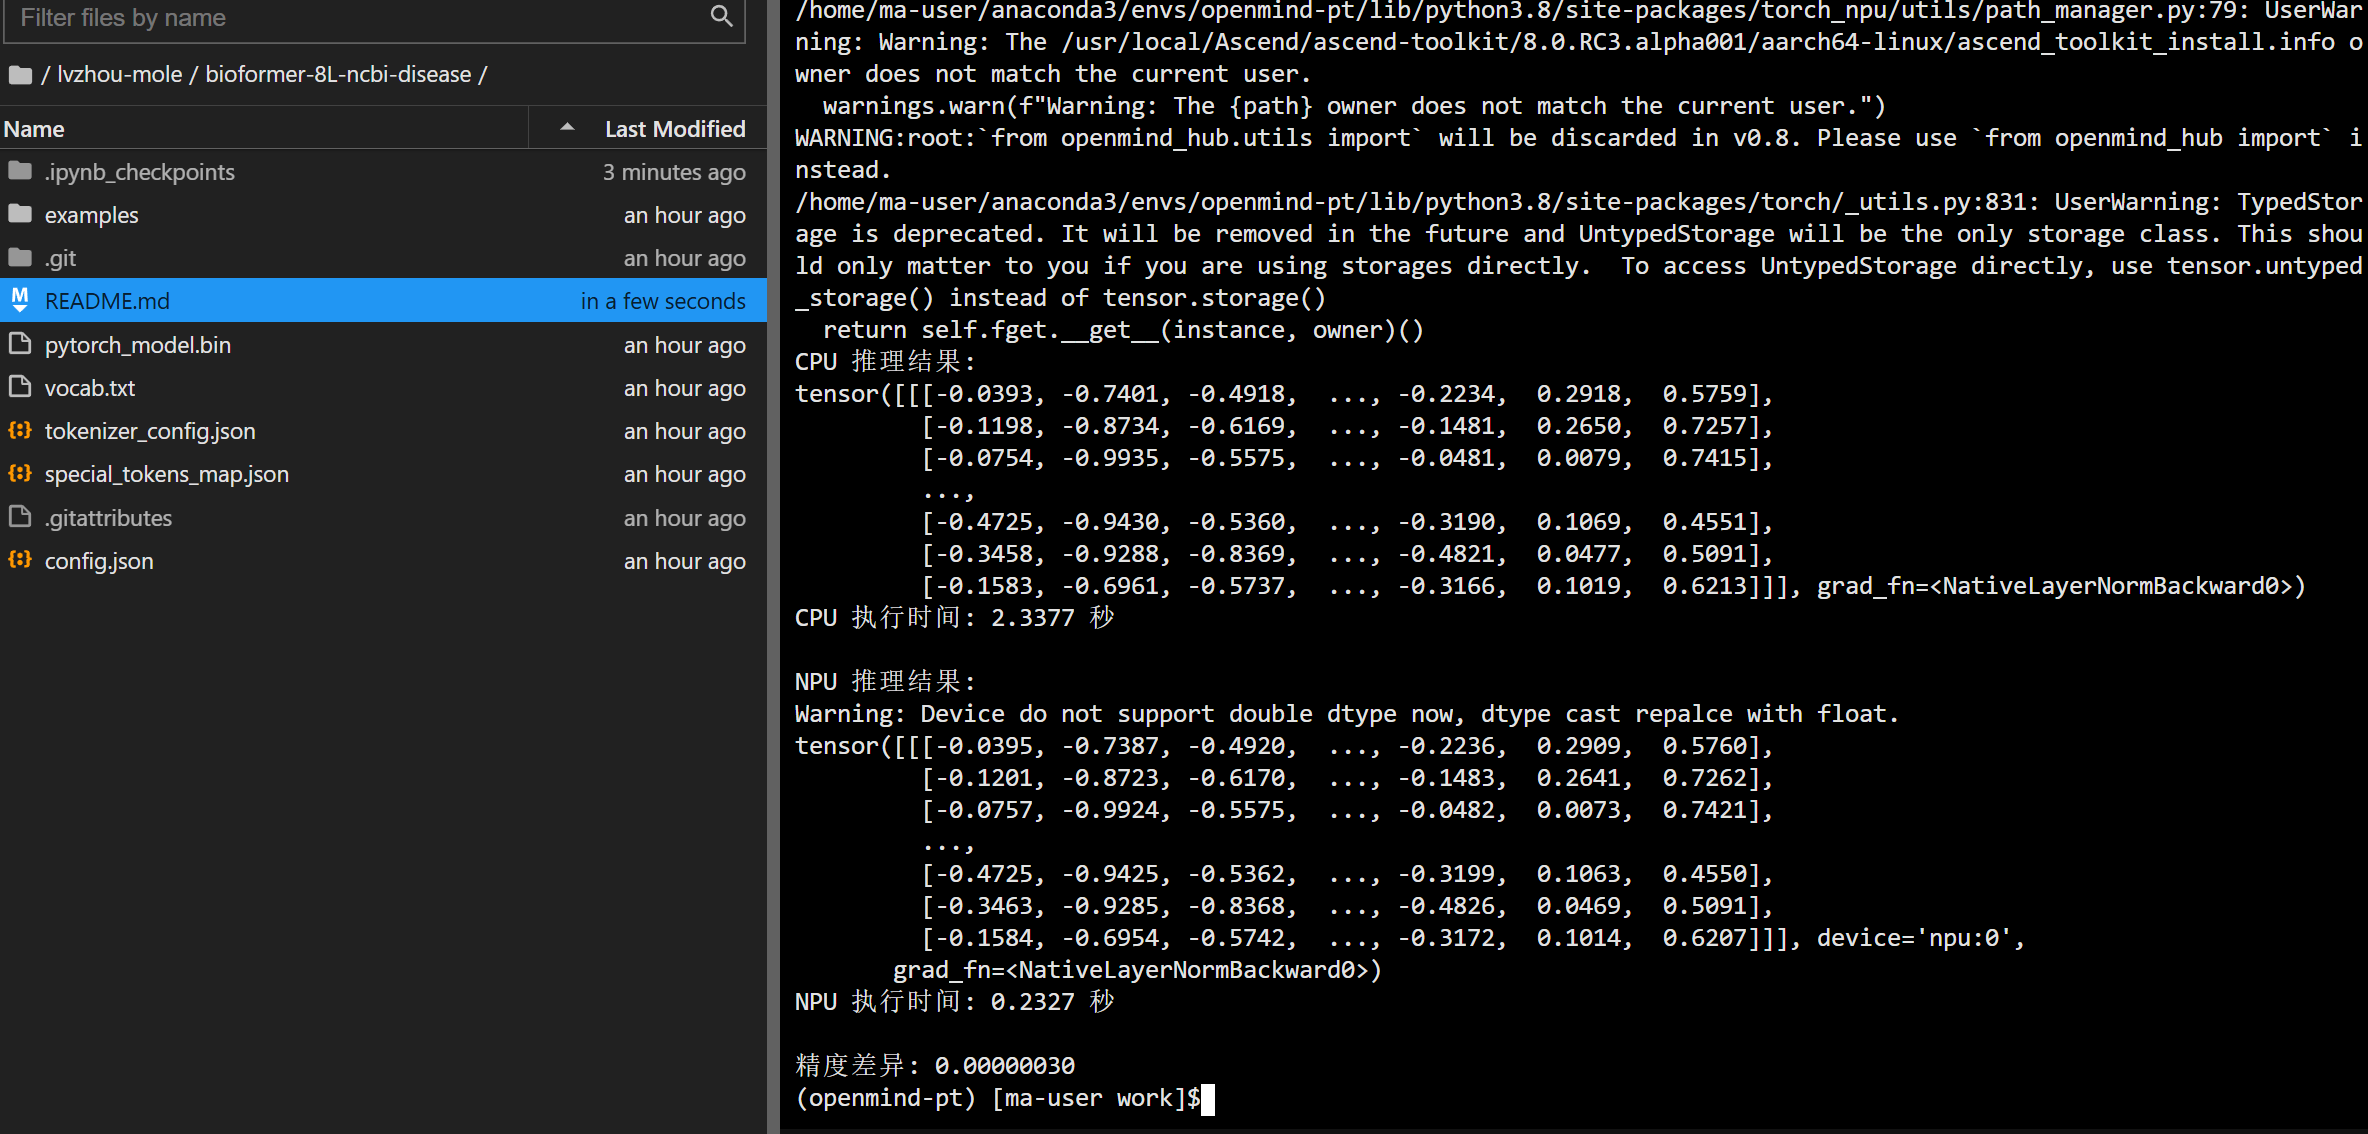 Filter files by name
/ lvzhou-mole / bioformer-8L-ncbi-disease /
Name Last Modified
.ipynb_checkpoints 3 minutes ago
examples an hour ago
.git an hour ago
README.md in a few seconds
pytorch_model.bin an hour ago
vocab.txt an hour ago
tokenizer_config.json an hour ago
special_tokens_map.json an hour ago
.gitattributes an hour ago
config.json an hour ago
/home/ma-user/anaconda3/envs/openmind-pt/lib/python3.8/site-packages/torch_npu/utils/path_manager.py:79: UserWar
ning: Warning: The /usr/local/Ascend/ascend-toolkit/8.0.RC3.alpha001/aarch64-linux/ascend_toolkit_install.info o
wner does not match the current user.
  warnings.warn(f"Warning: The {path} owner does not match the current user.")
WARNING:root:`from openmind_hub.utils import` will be discarded in v0.8. Please use `from openmind_hub import` i
nstead.
/home/ma-user/anaconda3/envs/openmind-pt/lib/python3.8/site-packages/torch/_utils.py:831: UserWarning: TypedStor
age is deprecated. It will be removed in the future and UntypedStorage will be the only storage class. This shou
ld only matter to you if you are using storages directly.  To access UntypedStorage directly, use tensor.untyped
_storage() instead of tensor.storage()
  return self.fget.__get__(instance, owner)()
CPU 推理结果:
tensor([[[-0.0393, -0.7401, -0.4918,  ..., -0.2234,  0.2918,  0.5759],
         [-0.1198, -0.8734, -0.6169,  ..., -0.1481,  0.2650,  0.7257],
         [-0.0754, -0.9935, -0.5575,  ..., -0.0481,  0.0079,  0.7415],
         ...,
         [-0.4725, -0.9430, -0.5360,  ..., -0.3190,  0.1069,  0.4551],
         [-0.3458, -0.9288, -0.8369,  ..., -0.4821,  0.0477,  0.5091],
         [-0.1583, -0.6961, -0.5737,  ..., -0.3166,  0.1019,  0.6213]]], grad_fn=<NativeLayerNormBackward0>)
CPU 执行时间: 2.3377 秒
NPU 推理结果:
Warning: Device do not support double dtype now, dtype cast repalce with float.
tensor([[[-0.0395, -0.7387, -0.4920,  ..., -0.2236,  0.2909,  0.5760],
         [-0.1201, -0.8723, -0.6170,  ..., -0.1483,  0.2641,  0.7262],
         [-0.0757, -0.9924, -0.5575,  ..., -0.0482,  0.0073,  0.7421],
         ...,
         [-0.4725, -0.9425, -0.5362,  ..., -0.3199,  0.1063,  0.4550],
         [-0.3463, -0.9285, -0.8368,  ..., -0.4826,  0.0469,  0.5091],
         [-0.1584, -0.6954, -0.5742,  ..., -0.3172,  0.1014,  0.6207]]], device='npu:0',
       grad_fn=<NativeLayerNormBackward0>)
NPU 执行时间: 0.2327 秒
精度差异: 0.00000030
(openmind-pt) [ma-user work]$